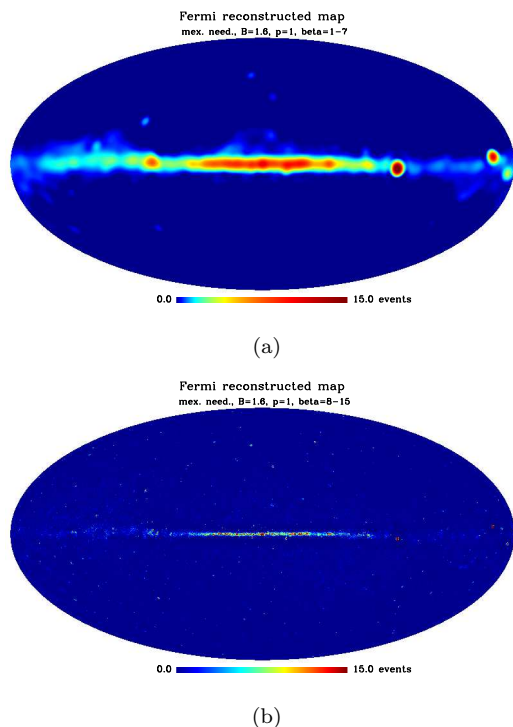 Fermi reconstructed map
mex. need., B=1.6, p=1, beta=1-7
0.0 15.0 events
(a)
Fermi reconstructed map
mex. need., B=1.6, p=1, beta=8-15
0.0 15.0 events
(b)